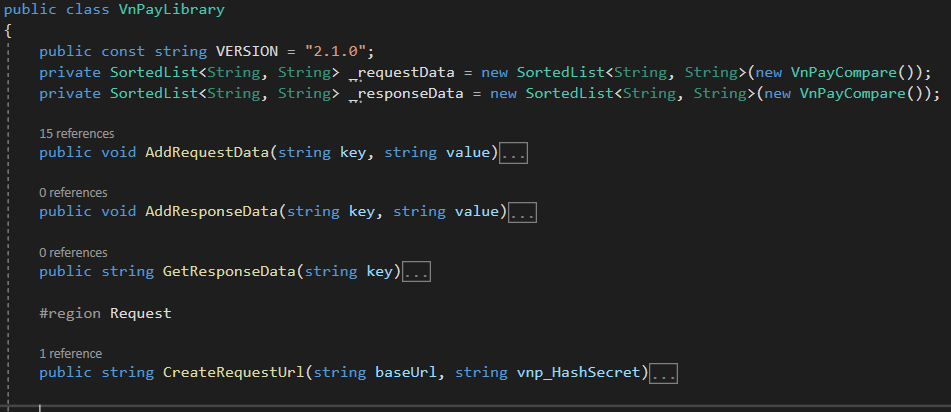 public class VnPayLibrary
{
public const string VERSION = "2.1.0";
private SortedList<String, String> _requestData = new SortedList<String, String>(new VnPayCompare());
private SortedList<String, String> _responseData = new SortedList<String, String>(new VnPayCompare());
15 references
public void AddRequestData(string key, string value)...
0 references
public void AddResponseData(string key, string value)...
0 references
public string GetResponseData(string key)...
#region Request
1 reference
public string CreateRequestUrl(string baseUrl, string vnp_HashSecret)...